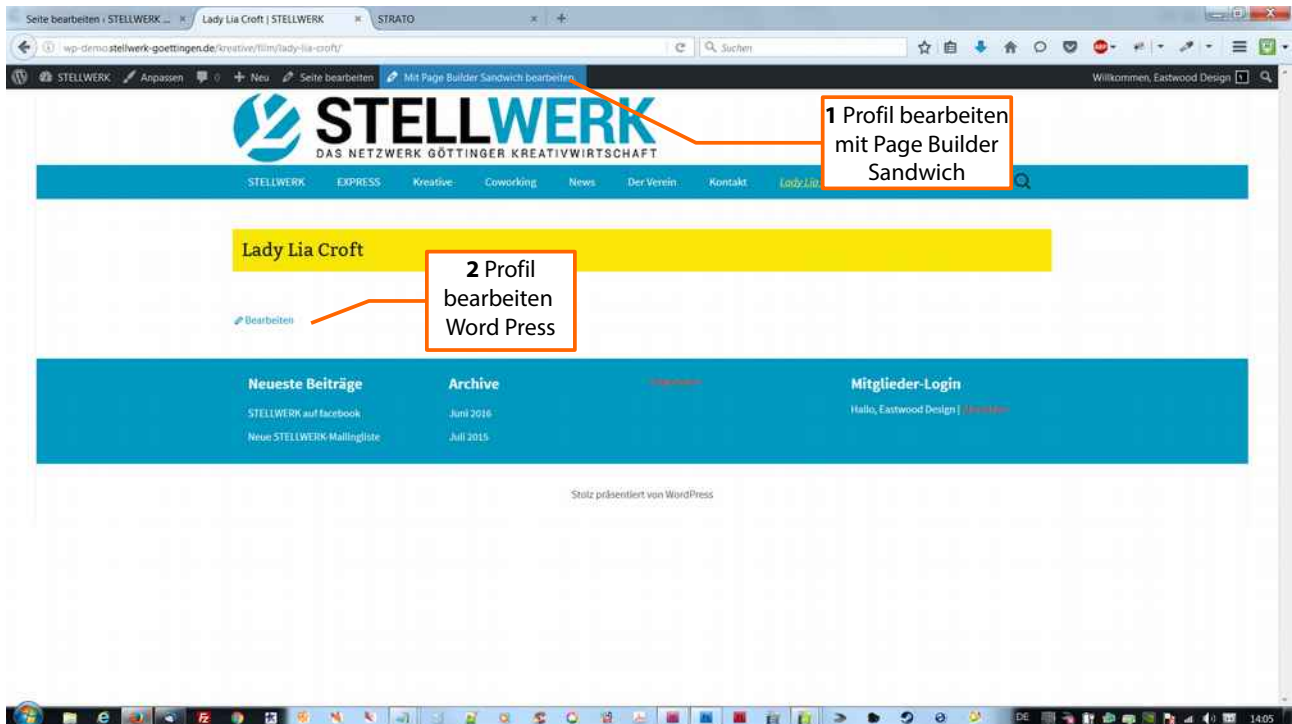 Seite bearbeiten ‹ STELLWERK ... × Lady Lia Croft | STELLWERK × STRATO × +
wp-demo.stellwerk-goettingen.de/kreative/film/lady-lia-croft/ Suchen
STELLWERK Anpassen 0 + Neu Seite bearbeiten Mit Page Builder Sandwich bearbeiten Willkommen, Eastwood Design
STELLWERK
DAS NETZWERK GÖTTINGER KREATIVWIRTSCHAFT
1 Profil bearbeiten
mit Page Builder
Sandwich
STELLWERK EXPRESS Kreative Coworking News Der Verein Kontakt Lady Lia
Lady Lia Croft
2 Profil
bearbeiten
Word Press
Bearbeiten
Neueste Beiträge Archive Mitglieder-Login
STELLWERK auf facebook Juni 2016 Hallo, Eastwood Design |
Neue STELLWERK-Mailingliste Juli 2015
Stolz präsentiert von WordPress
DE 14:05